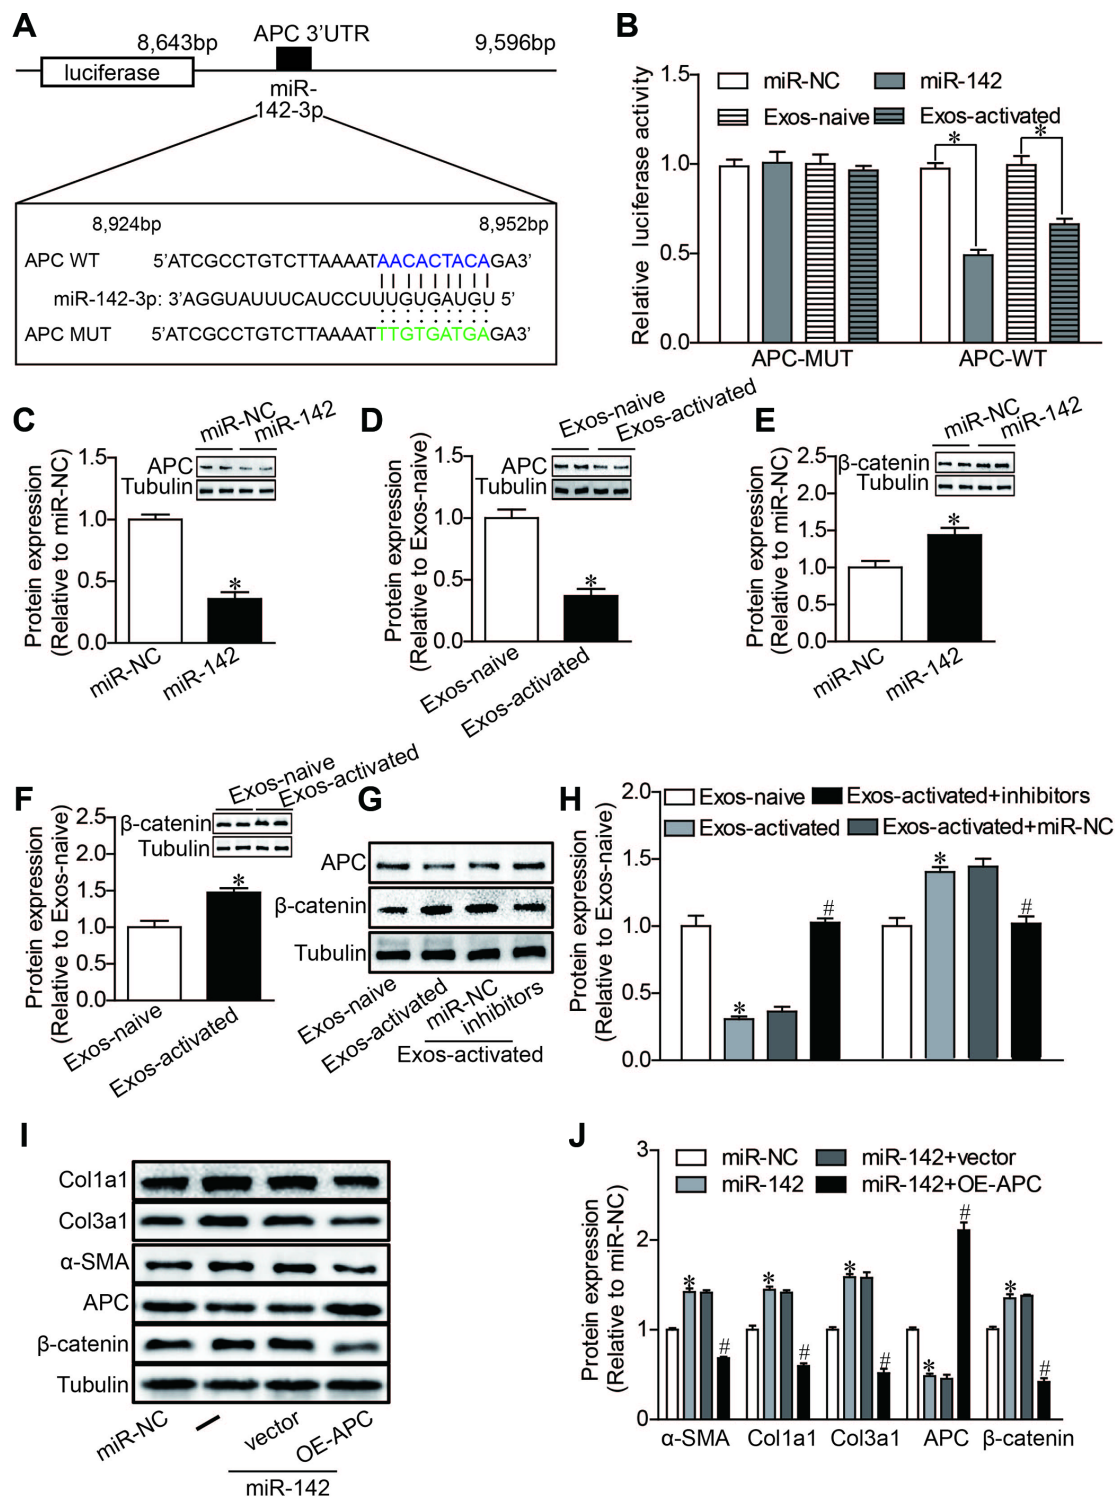 A
8,643bp
APC 3’UTR
9,596bp
luciferase
miR-
142-3p
8,924bp
8,952bp
APC WT
5’ATCGCCTGTCTTAAAATAACACTACAGA3’
miR-142-3p: 3’AGGUAUUUCAUCCUUUGUGAUGU 5’
APC MUT
5’ATCGCCTGTCTTAAAATTTGTGATGAGA3’
B
Relative luciferase activity
1.5
1.0
0.5
0.0
miR-NC
miR-142
Exos-naive
Exos-activated
*
*
APC-MUT
APC-WT
C
Protein expression
(Relative to miR-NC)
1.5
1.0
0.5
0.0
miR-NC
miR-142
APC
Tubulin
*
miR-NC
miR-142
D
Protein expression
(Relative to Exos-naive)
1.5
1.0
0.5
0.0
Exos-naive
Exos-activated
APC
Tubulin
*
Exos-naive
Exos-activated
E
Protein expression
(Relative to miR-NC)
2.5
2.0
1.5
1.0
0.5
0.0
miR-NC
miR-142
β-catenin
Tubulin
*
miR-NC
miR-142
F
Protein expression
(Relative to Exos-naive)
2.5
2.0
1.5
1.0
0.5
0.0
Exos-naive
Exos-activated
β-catenin
Tubulin
*
Exos-naive
Exos-activated
G
APC
β-catenin
Tubulin
Exos-naive
Exos-activated
miR-NC
inhibitors
Exos-activated
H
Protein expression
(Relative to Exos-naive)
2.0
1.5
1.0
0.5
0.0
Exos-naive
Exos-activated+inhibitors
Exos-activated
Exos-activated+miR-NC
*
#
*
#
I
Col1a1
Col3a1
α-SMA
APC
β-catenin
Tubulin
miR-NC
–
vector
OE-APC
miR-142
J
Protein expression
(Relative to miR-NC)
3
2
1
0
miR-NC
miR-142+vector
miR-142
miR-142+OE-APC
*
#
*
#
*
#
*
#
*
#
α-SMA
Col1a1
Col3a1
APC
β-catenin